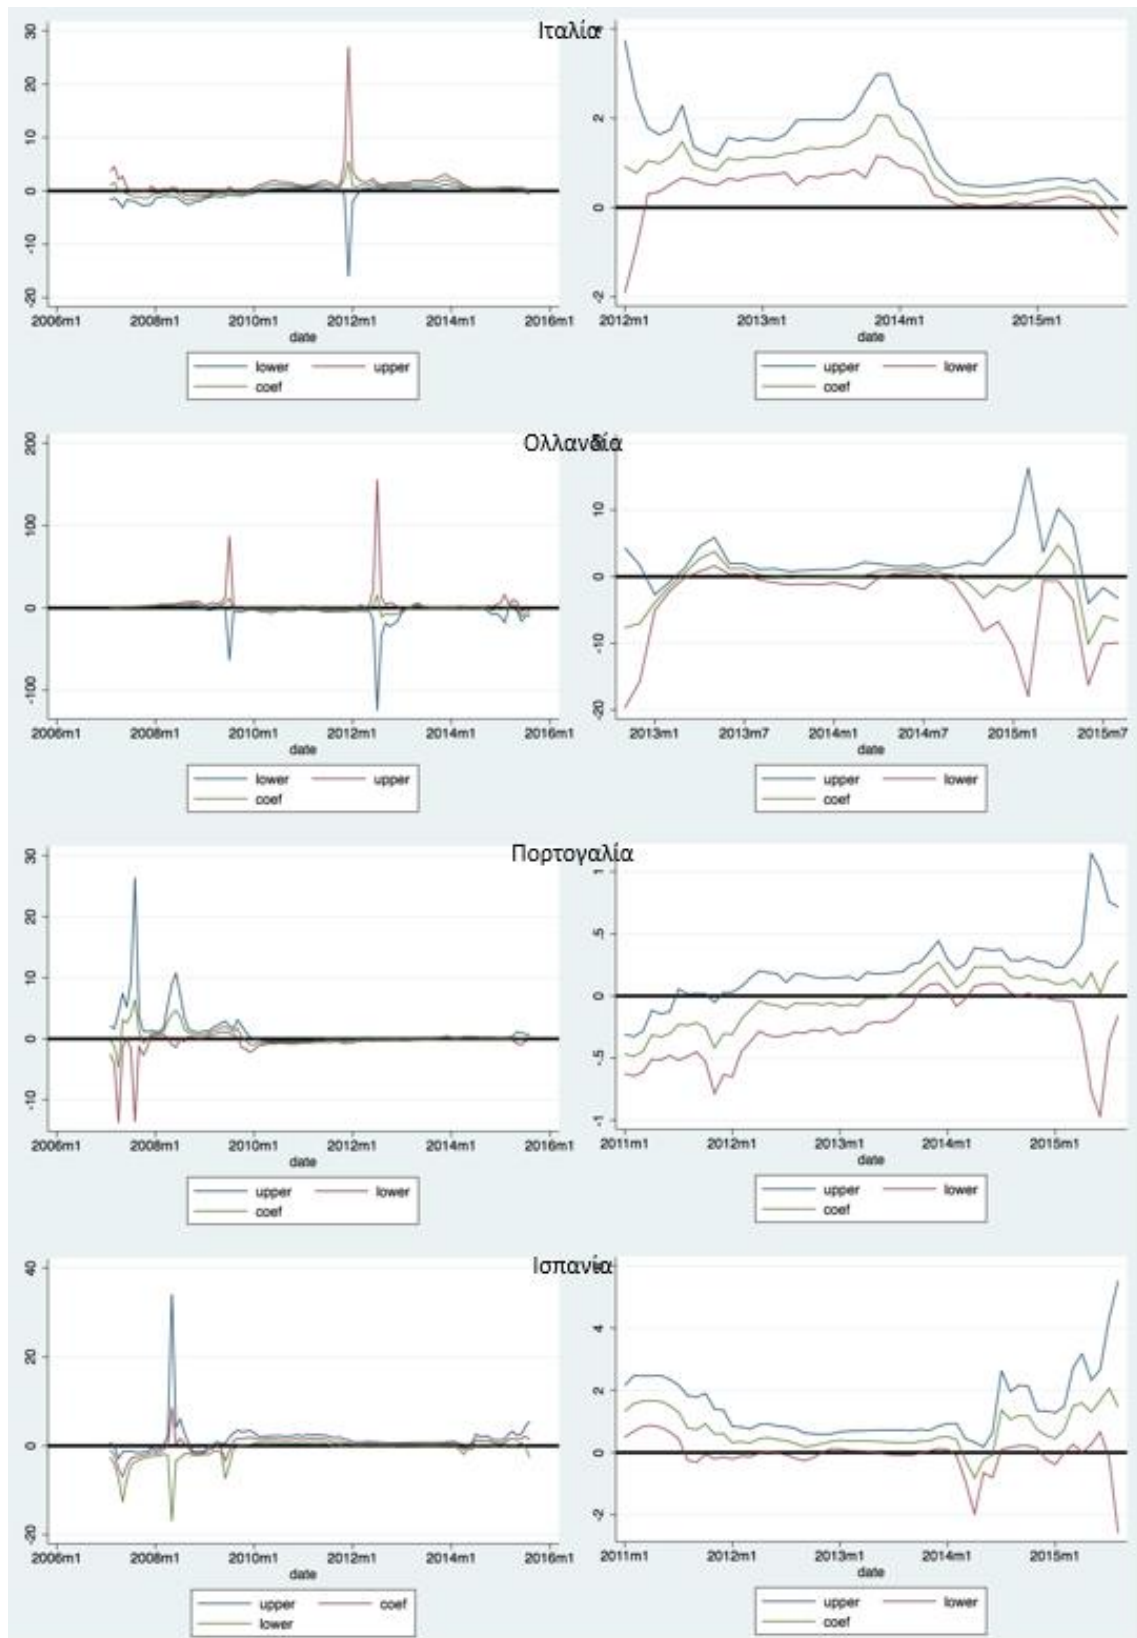 Ιταλία
30
20
10
0
-10
-20
2006m1 2008m1 2010m1 2012m1 2014m1 2016m1
date
lower upper
coef
2
0
-2
2012m1 2013m1 2014m1 2015m1
date
upper lower
coef
Ολλανδία
200
100
0
-100
2006m1 2008m1 2010m1 2012m1 2014m1 2016m1
date
lower upper
coef
10
0
-10
-20
2013m1 2013m7 2014m1 2014m7 2015m1 2015m7
date
upper lower
coef
Πορτογαλία
30
20
10
0
-10
2006m1 2008m1 2010m1 2012m1 2014m1 2016m1
date
upper lower
coef
1
.5
0
-.5
-1
2011m1 2012m1 2013m1 2014m1 2015m1
date
upper lower
coef
Ισπανία
40
20
0
-20
2006m1 2008m1 2010m1 2012m1 2014m1 2016m1
date
upper coef
lower
4
2
0
-2
2011m1 2012m1 2013m1 2014m1 2015m1
date
upper lower
coef